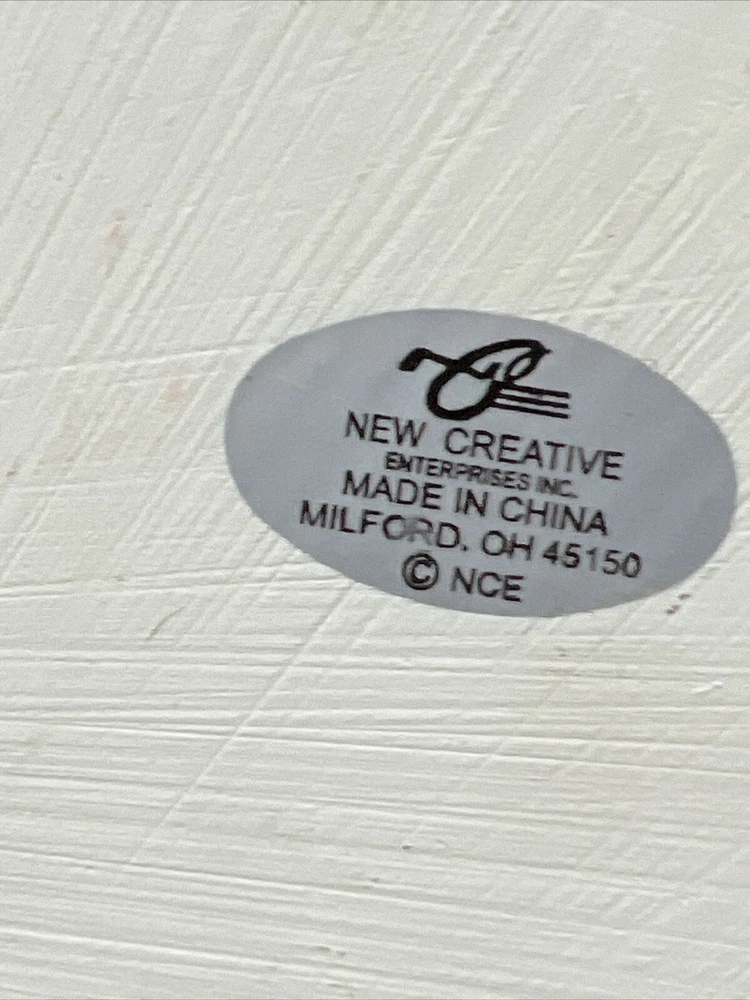 NEW CREATIVE
ENTERPRISES INC.
MADE IN CHINA
MILFORD, OH 45150
© NCE